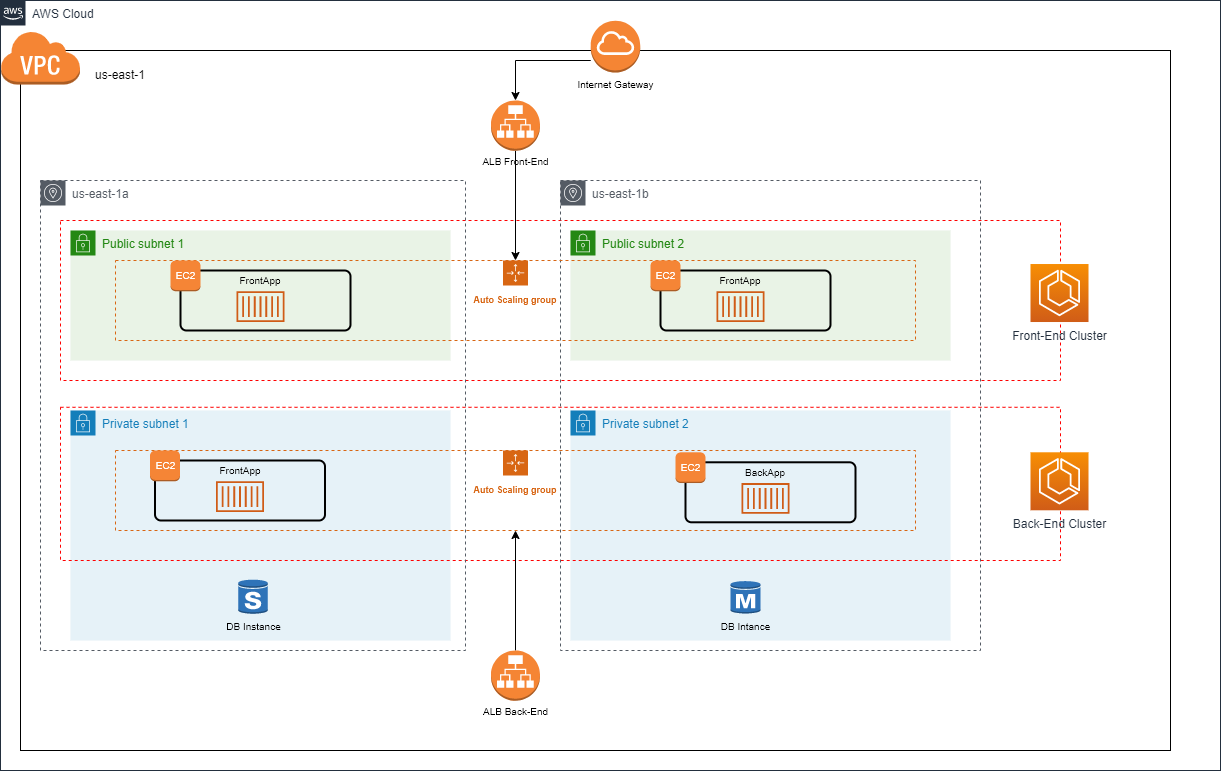 aws
AWS Cloud
VPC
us-east-1
Internet Gateway
ALB Front-End
us-east-1a
us-east-1b
Public subnet 1
Public subnet 2
EC2
FrontApp
Auto Scaling group
EC2
FrontApp
Front-End Cluster
Private subnet 1
Private subnet 2
EC2
FrontApp
Auto Scaling group
EC2
BackApp
Back-End Cluster
S
DB Instance
M
DB Intance
ALB Back-End